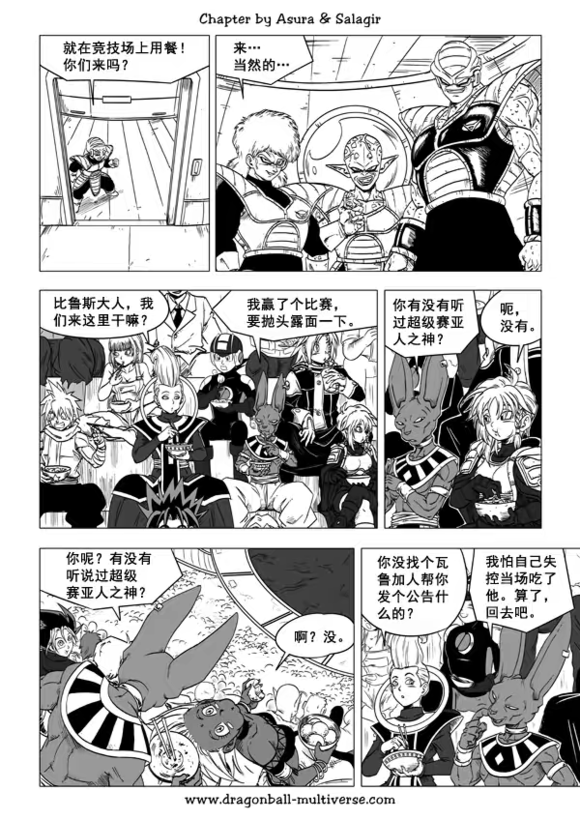 Chapter by Asura & Salagir
就在竞技场上用餐！
你们来吗？
来…
当然的…
比鲁斯大人，我
们来这里干嘛？
我赢了个比赛，
要抛头露面一下。
你有没有听
过超级赛亚
人之神？
呃，
没有。
你呢？有没有
听说过超级
赛亚人之神？
啊？没。
你没找个瓦
鲁加人帮你
发个公告什
么的？
我怕自己失
控当场吃了
他。算了，
回去吧。
www.dragonball-multiverse.com